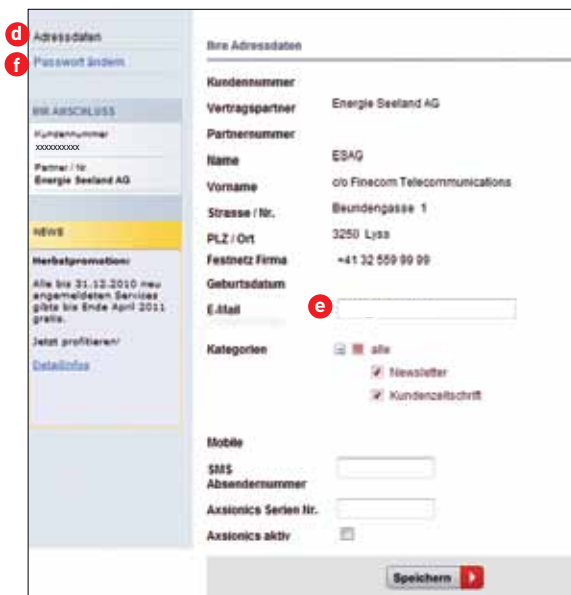 d Adressdaten
f Passwort ändern
IHR ANSCHLUSS
Kundennummer
xxxxxxxxx
Partner / Nr.
Energie Seeland AG
NEWS
Herbstpromotion:
Alle bis 31.12.2010 neu
angemeldeten Services
gibts bis Ende April 2011
gratis.
Jetzt profitieren!
Detailinfos
Ihre Adressdaten
Kundennummer
Vertragspartner Energie Seeland AG
Partnernummer
Name ESAG
Vorname c/o Finecom Telecommunications
Strasse / Nr. Beundengasse 1
PLZ / Ort 3250 Lyss
Festnetz Firma +41 32 559 99 99
Geburtsdatum
E-Mail e
Kategorien alle
Newsletter
Kundenzeitschrift
Mobile
SMS
Absendernummer
Axsionics Serien Nr.
Axsionics aktiv
Speichern